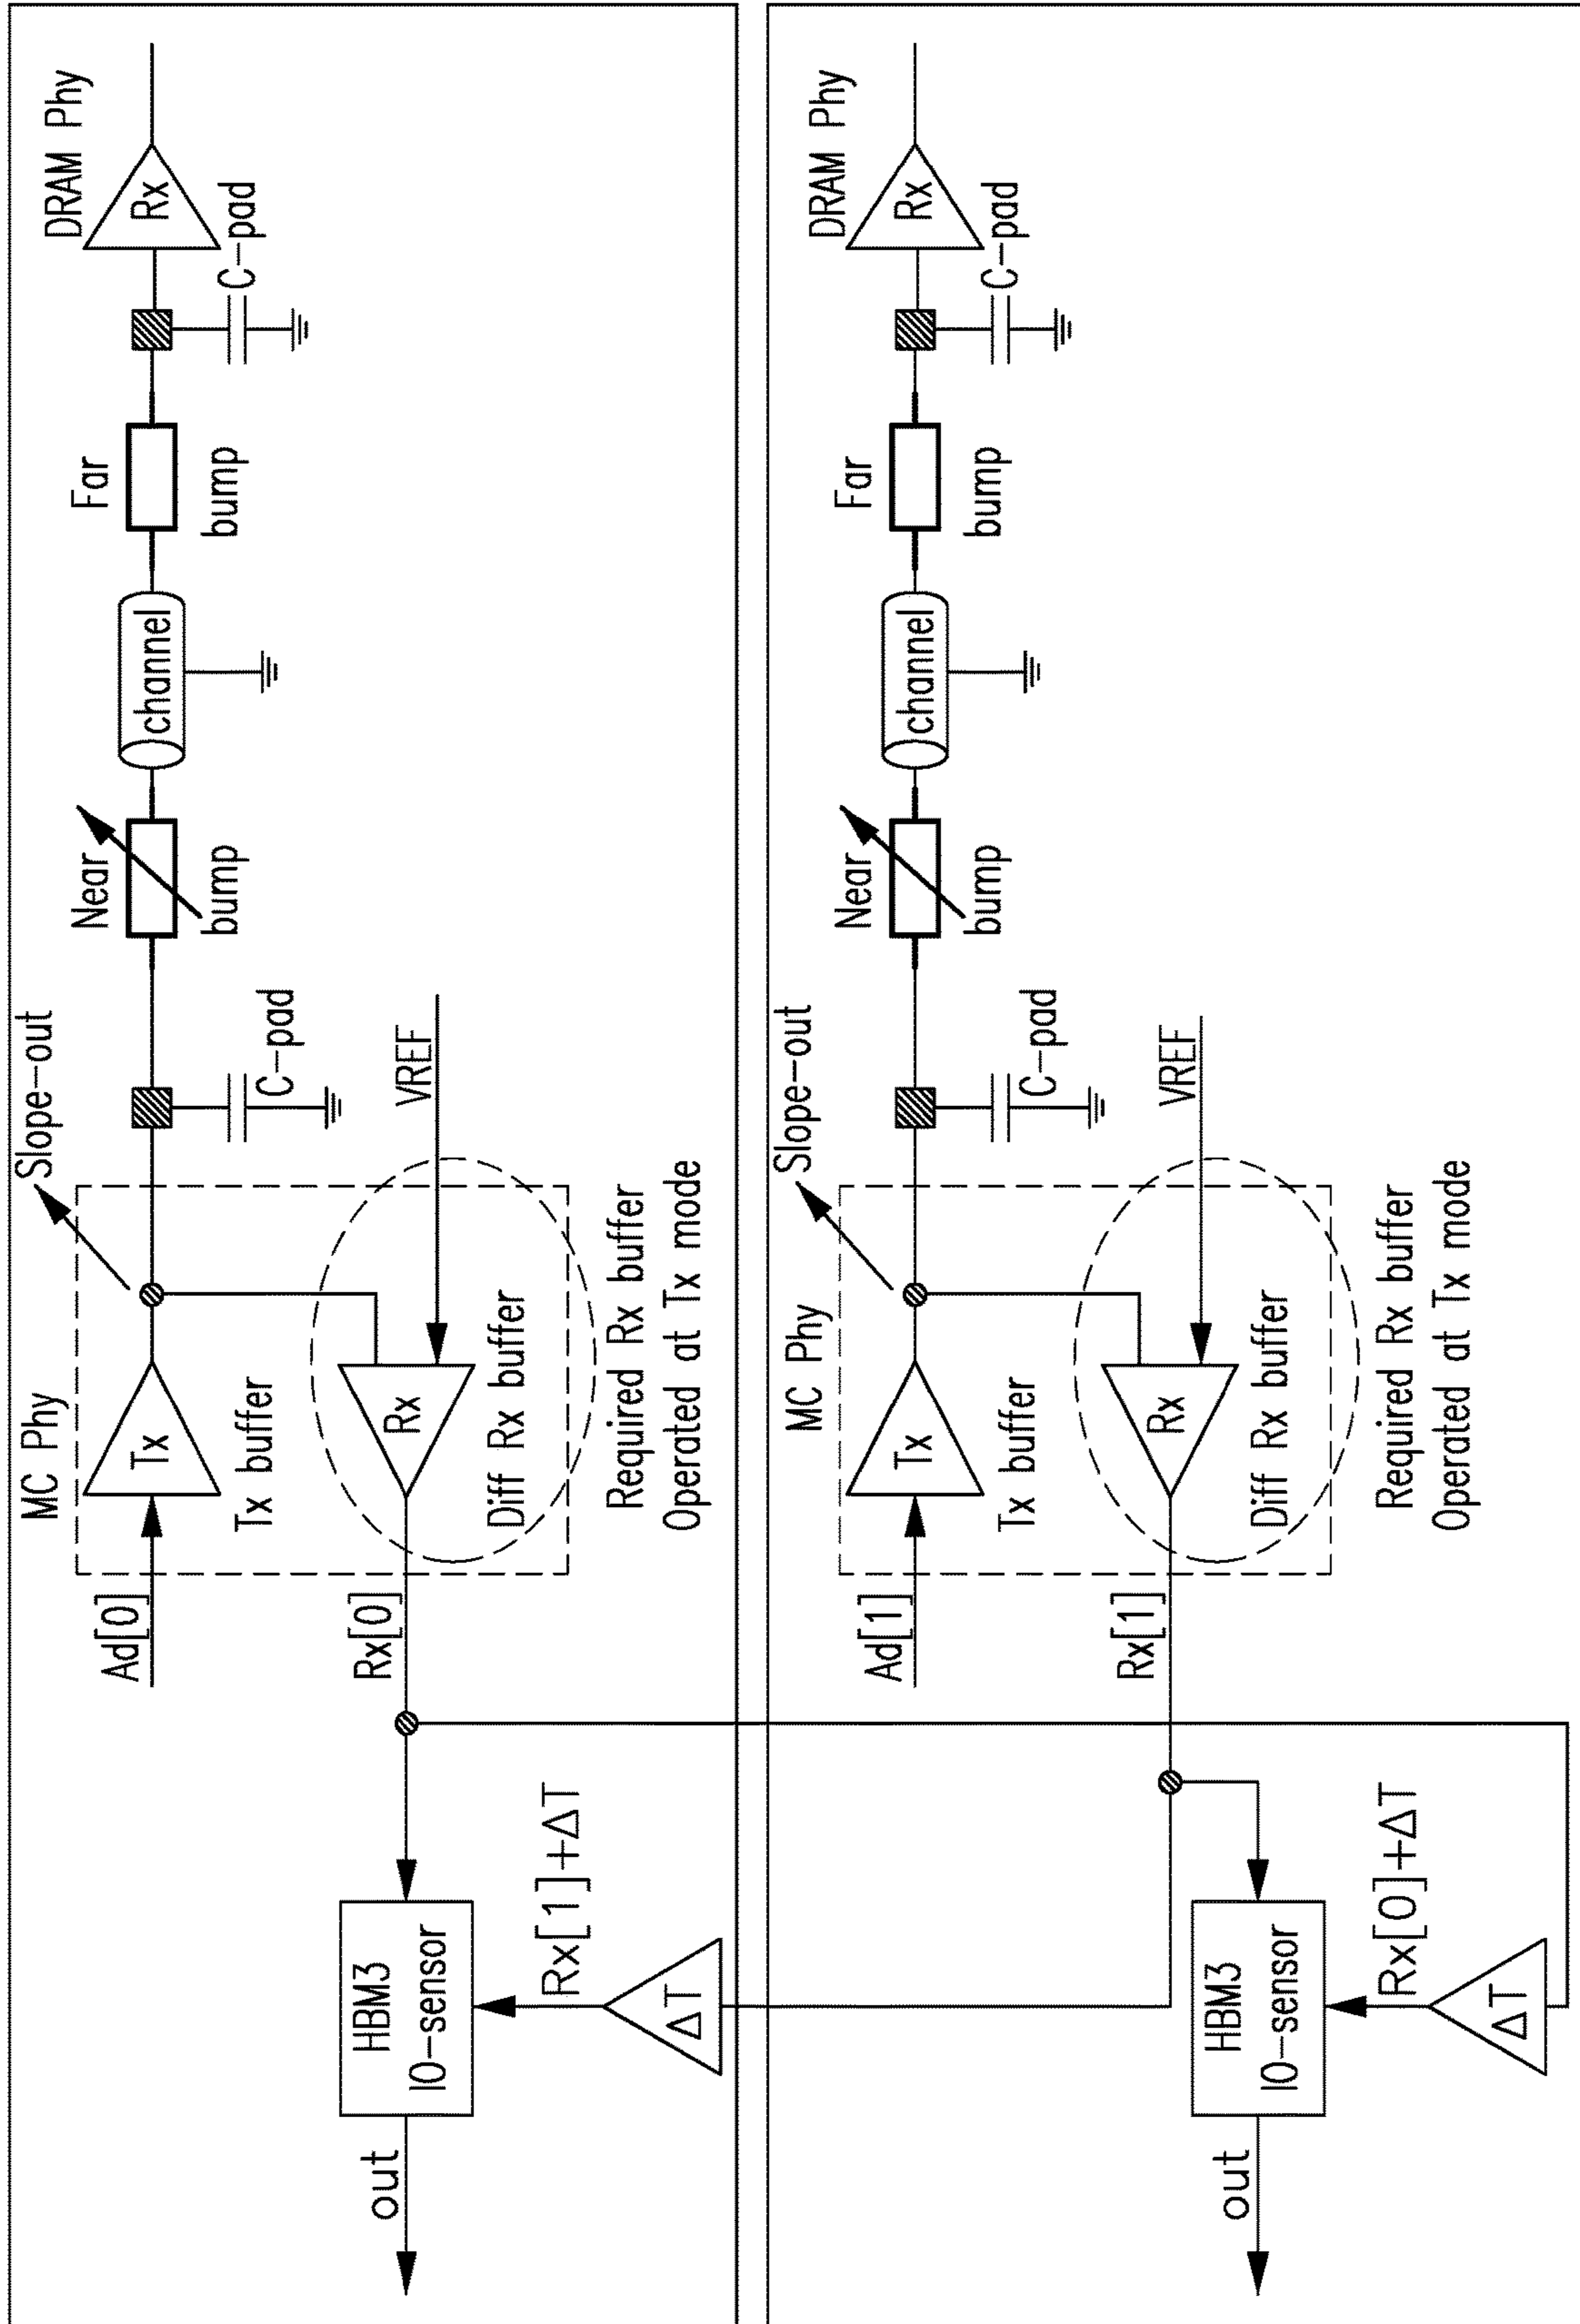 MC Phy
Slope-out
DRAM Phy
Ad[0]
Tx
Tx buffer
Near
bump
channel
Far
bump
Rx
C-pad
C-pad
VREF
Rx[0]
Rx
Diff Rx buffer
Required Rx buffer
Operated at Tx mode
out
HBM3
IO-sensor
Rx[1]+ΔT
ΔT
MC Phy
Slope-out
DRAM Phy
Ad[1]
Tx
Tx buffer
Near
bump
channel
Far
bump
Rx
C-pad
C-pad
VREF
Rx[1]
Rx
Diff Rx buffer
Required Rx buffer
Operated at Tx mode
out
HBM3
IO-sensor
Rx[0]+ΔT
ΔT